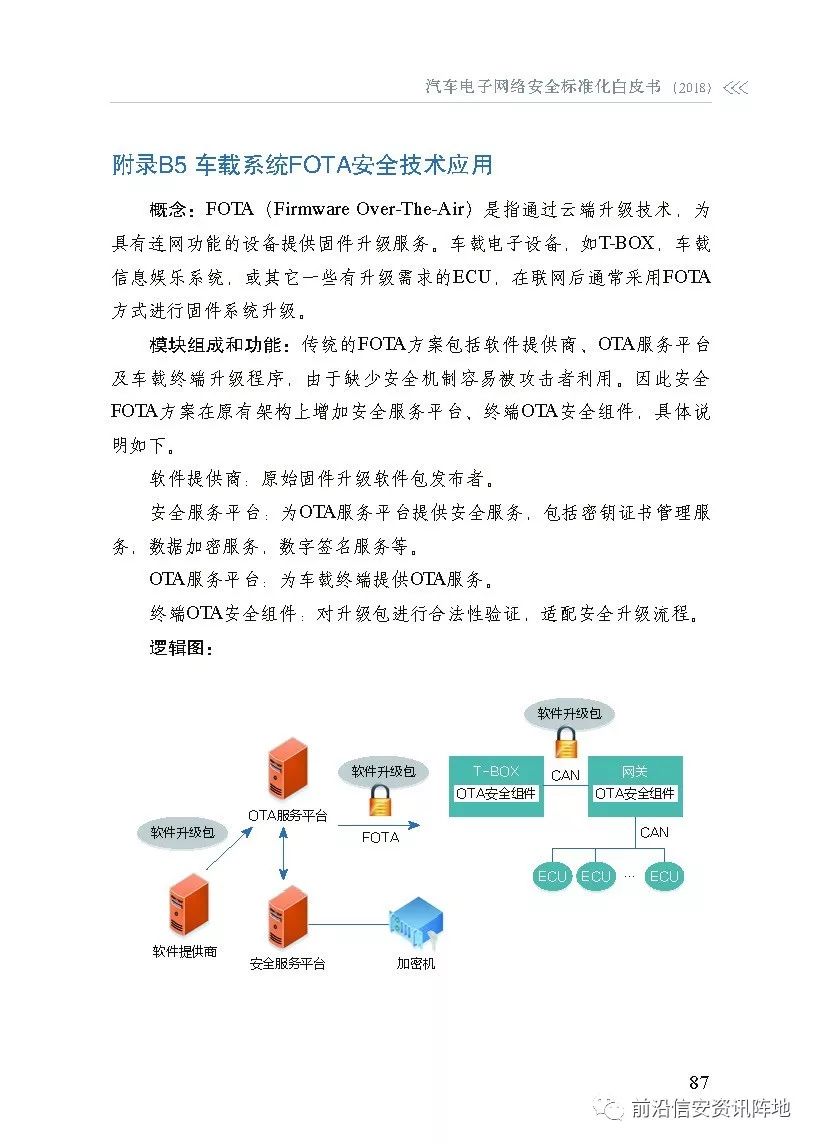 汽车电子网络安全标准化白皮书 （2018）
附录B5 车载系统FOTA安全技术应用
概念：FOTA（Firmware Over-The-Air）是指通过云端升级技术，为
具有连网功能的设备提供固件升级服务。车载电子设备，如T-BOX，车载
信息娱乐系统，或其它一些有升级需求的ECU，在联网后通常采用FOTA
方式进行固件系统升级。
模块组成和功能：传统的FOTA方案包括软件提供商、OTA服务平台
及车载终端升级程序，由于缺少安全机制容易被攻击者利用。因此安全
FOTA方案在原有架构上增加安全服务平台、终端OTA安全组件，具体说
明如下。
软件提供商：原始固件升级软件包发布者。
安全服务平台：为OTA服务平台提供安全服务，包括密钥证书管理服
务，数据加密服务，数字签名服务等。
OTA服务平台：为车载终端提供OTA服务。
终端OTA安全组件：对升级包进行合法性验证，适配安全升级流程。
逻辑图：
软件升级包
软件升级包
T-BOX
CAN
网关
OTA安全组件
OTA安全组件
OTA服务平台
软件升级包
FOTA
CAN
ECU
ECU
…
ECU
软件提供商
安全服务平台
加密机
87
前沿信安资讯阵地